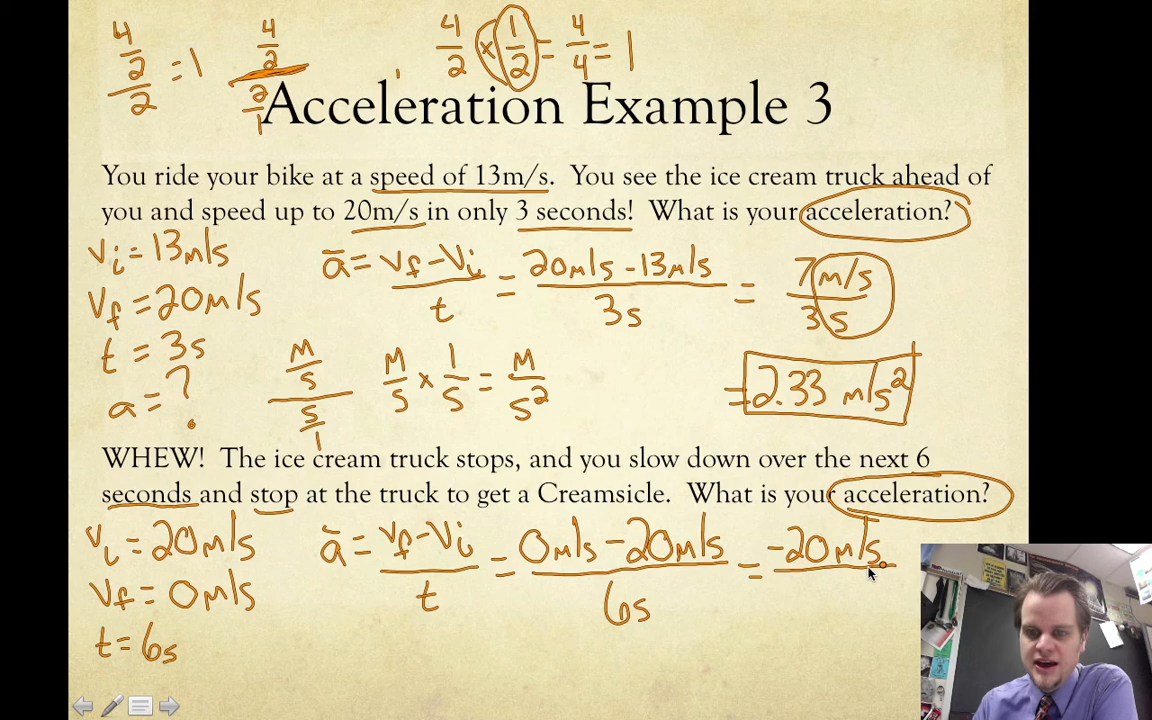 4/2/2 = 1 4/2/2/1 4/2 × 1/2 = 4/4 = 1
Acceleration Example 3
You ride your bike at a speed of 13m/s. You see the ice cream truck ahead of
you and speed up to 20m/s in only 3 seconds! What is your acceleration?
Vi = 13m/s
Vf = 20m/s
t = 3s
a = ?
ā = Vf - Vi / t = 20m/s - 13m/s / 3s = 7m/s / 3s
= 2.33 m/s²
M/s / s/1 M/s × 1/s = M/s²
WHEW! The ice cream truck stops, and you slow down over the next 6
seconds and stop at the truck to get a Creamsicle. What is your acceleration?
Vi = 20m/s
Vf = 0m/s
t = 6s
ā = Vf - Vi / t = 0m/s - 20m/s / 6s = -20m/s